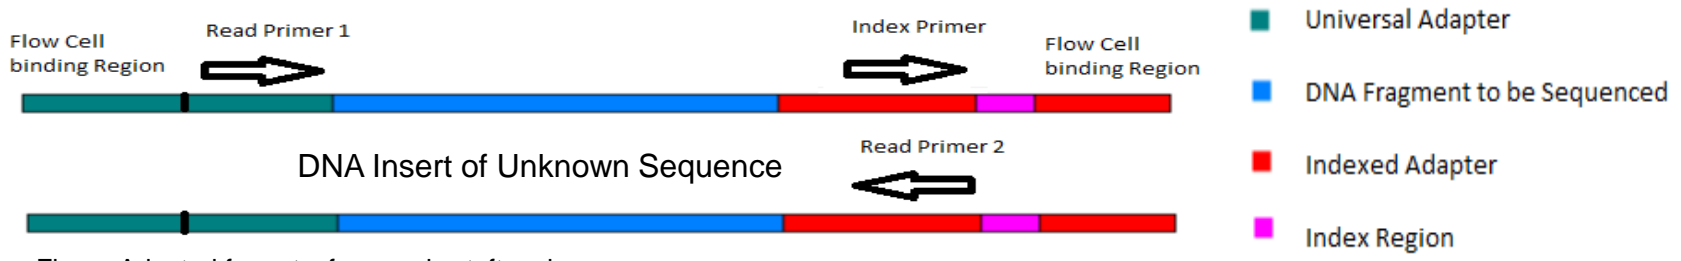 Flow Cell
binding Region
Read Primer 1
Index Primer
Flow Cell
binding Region
DNA Insert of Unknown Sequence
Read Primer 2
Universal Adapter
DNA Fragment to be Sequenced
Indexed Adapter
Index Region